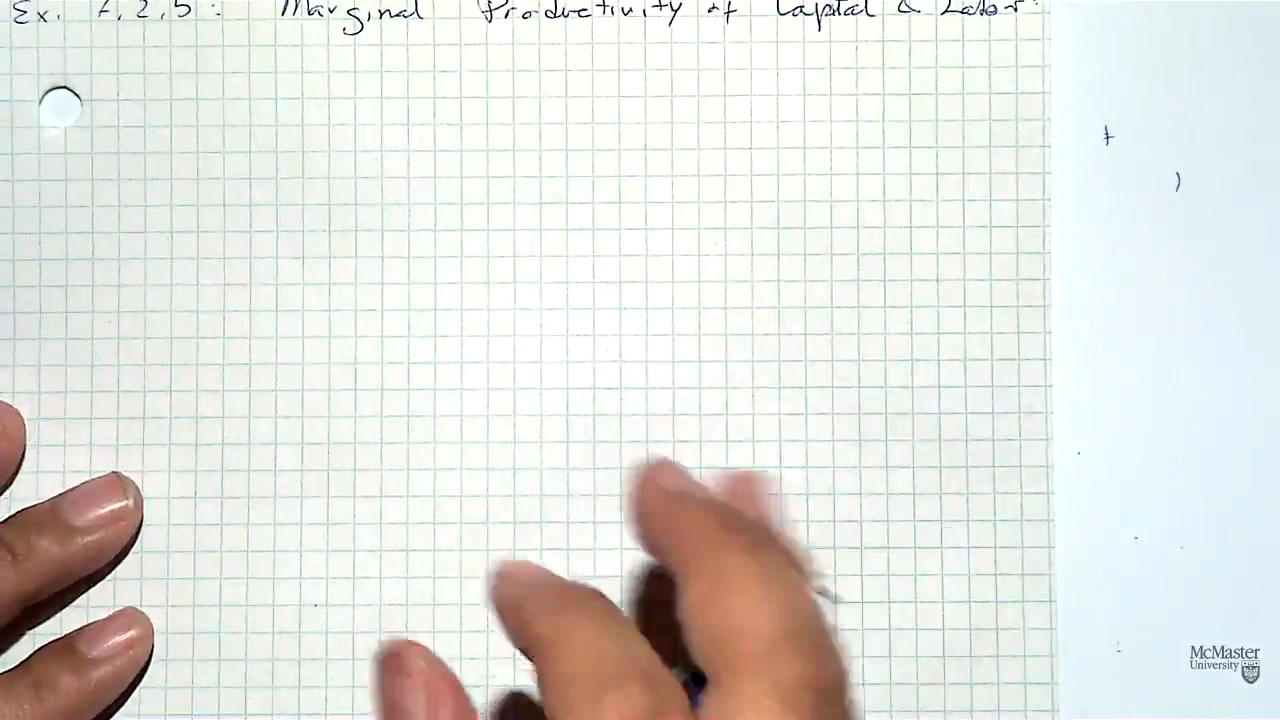 Ex. 7.2.5: Marginal Productivity of Capital & Labor:
McMaster
University